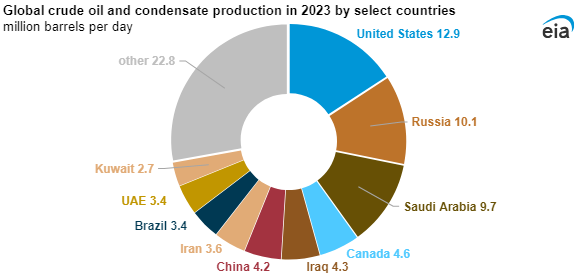 Global crude oil and condensate production in 2023 by select countries
million barrels per day
eia
United States 12.9
other 22.8
Russia 10.1
Kuwait 2.7
UAE 3.4
Saudi Arabia 9.7
Brazil 3.4
Iran 3.6
Canada 4.6
China 4.2
Iraq 4.3